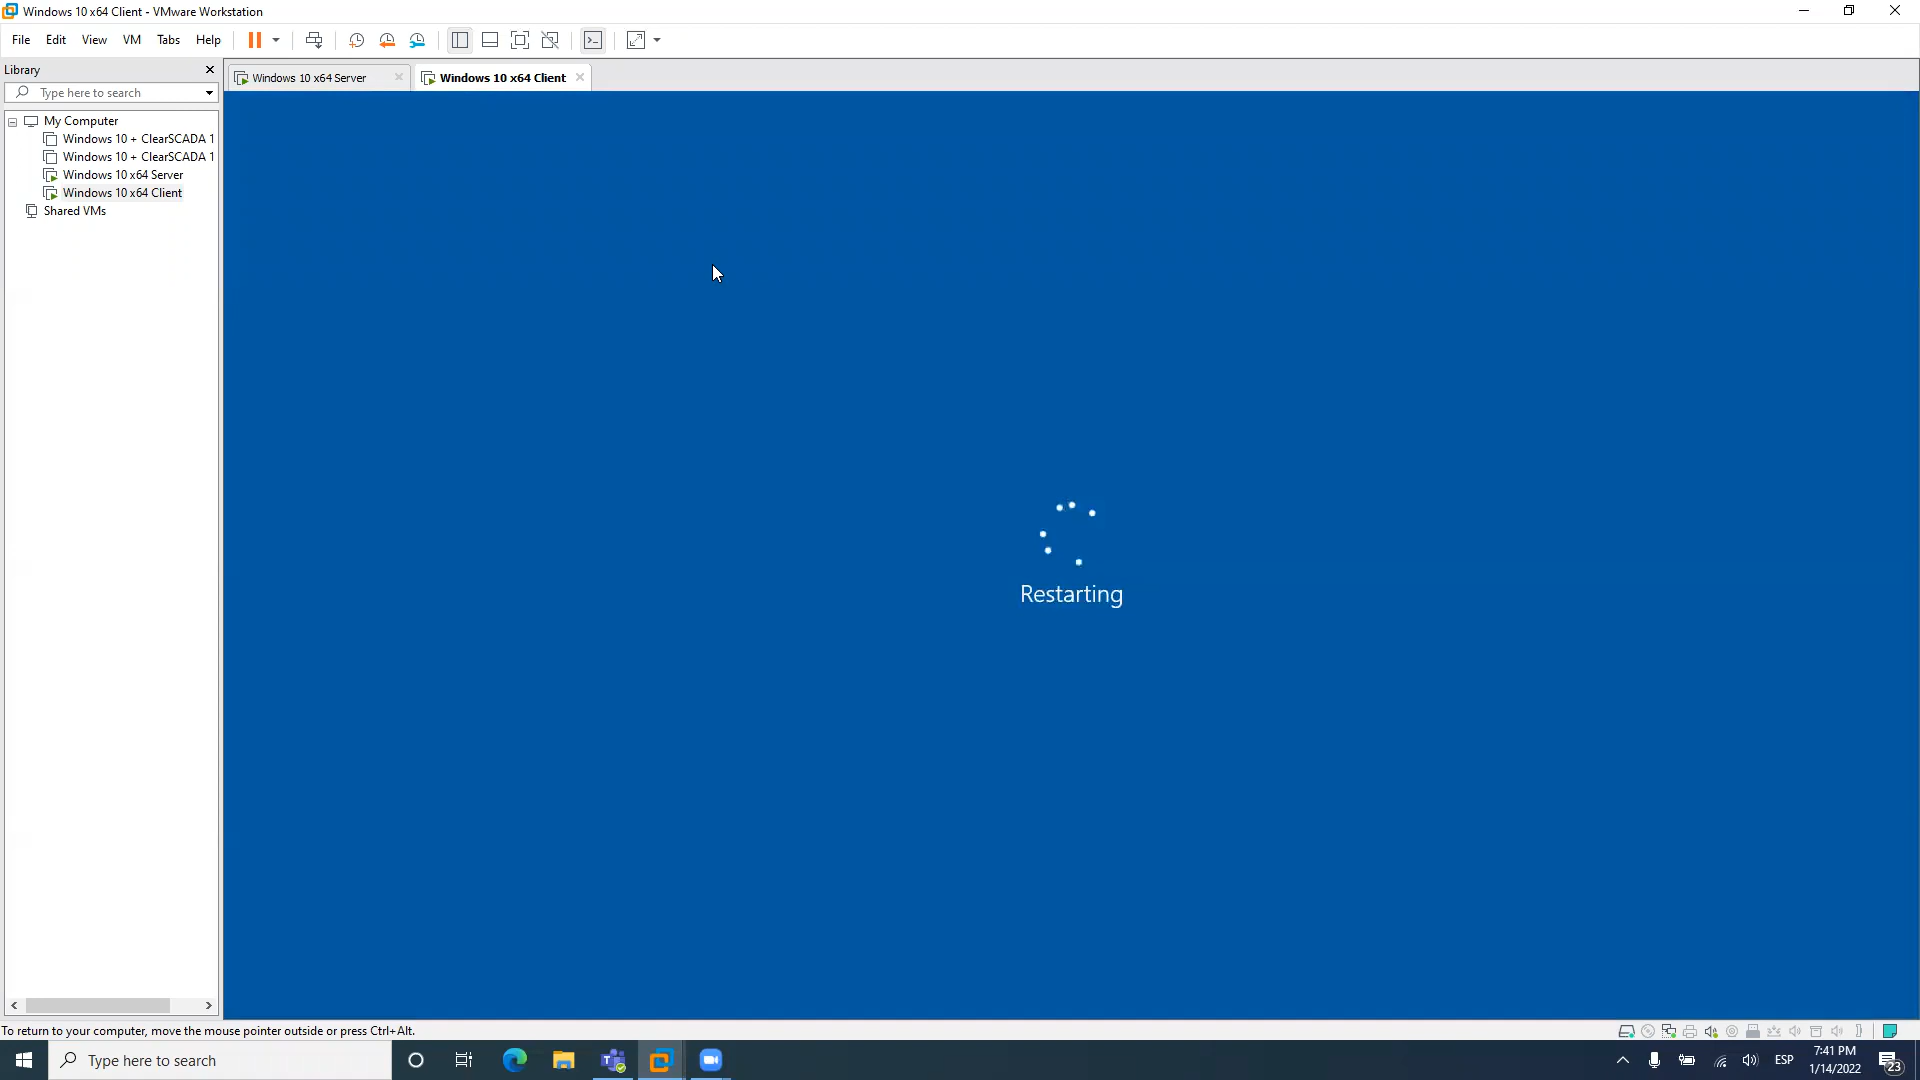 Windows 10 x64 Client - VMware Workstation
File Edit View VM Tabs Help
Library
Type here to search
My Computer
Windows 10 + ClearSCADA 1
Windows 10 + ClearSCADA 1
Windows 10 x64 Server
Windows 10 x64 Client
Shared VMs
Windows 10 x64 Server
Windows 10 x64 Client
Restarting
To return to your computer, move the mouse pointer outside or press Ctrl+Alt.
Type here to search
ESP
7:41 PM
1/14/2022
23